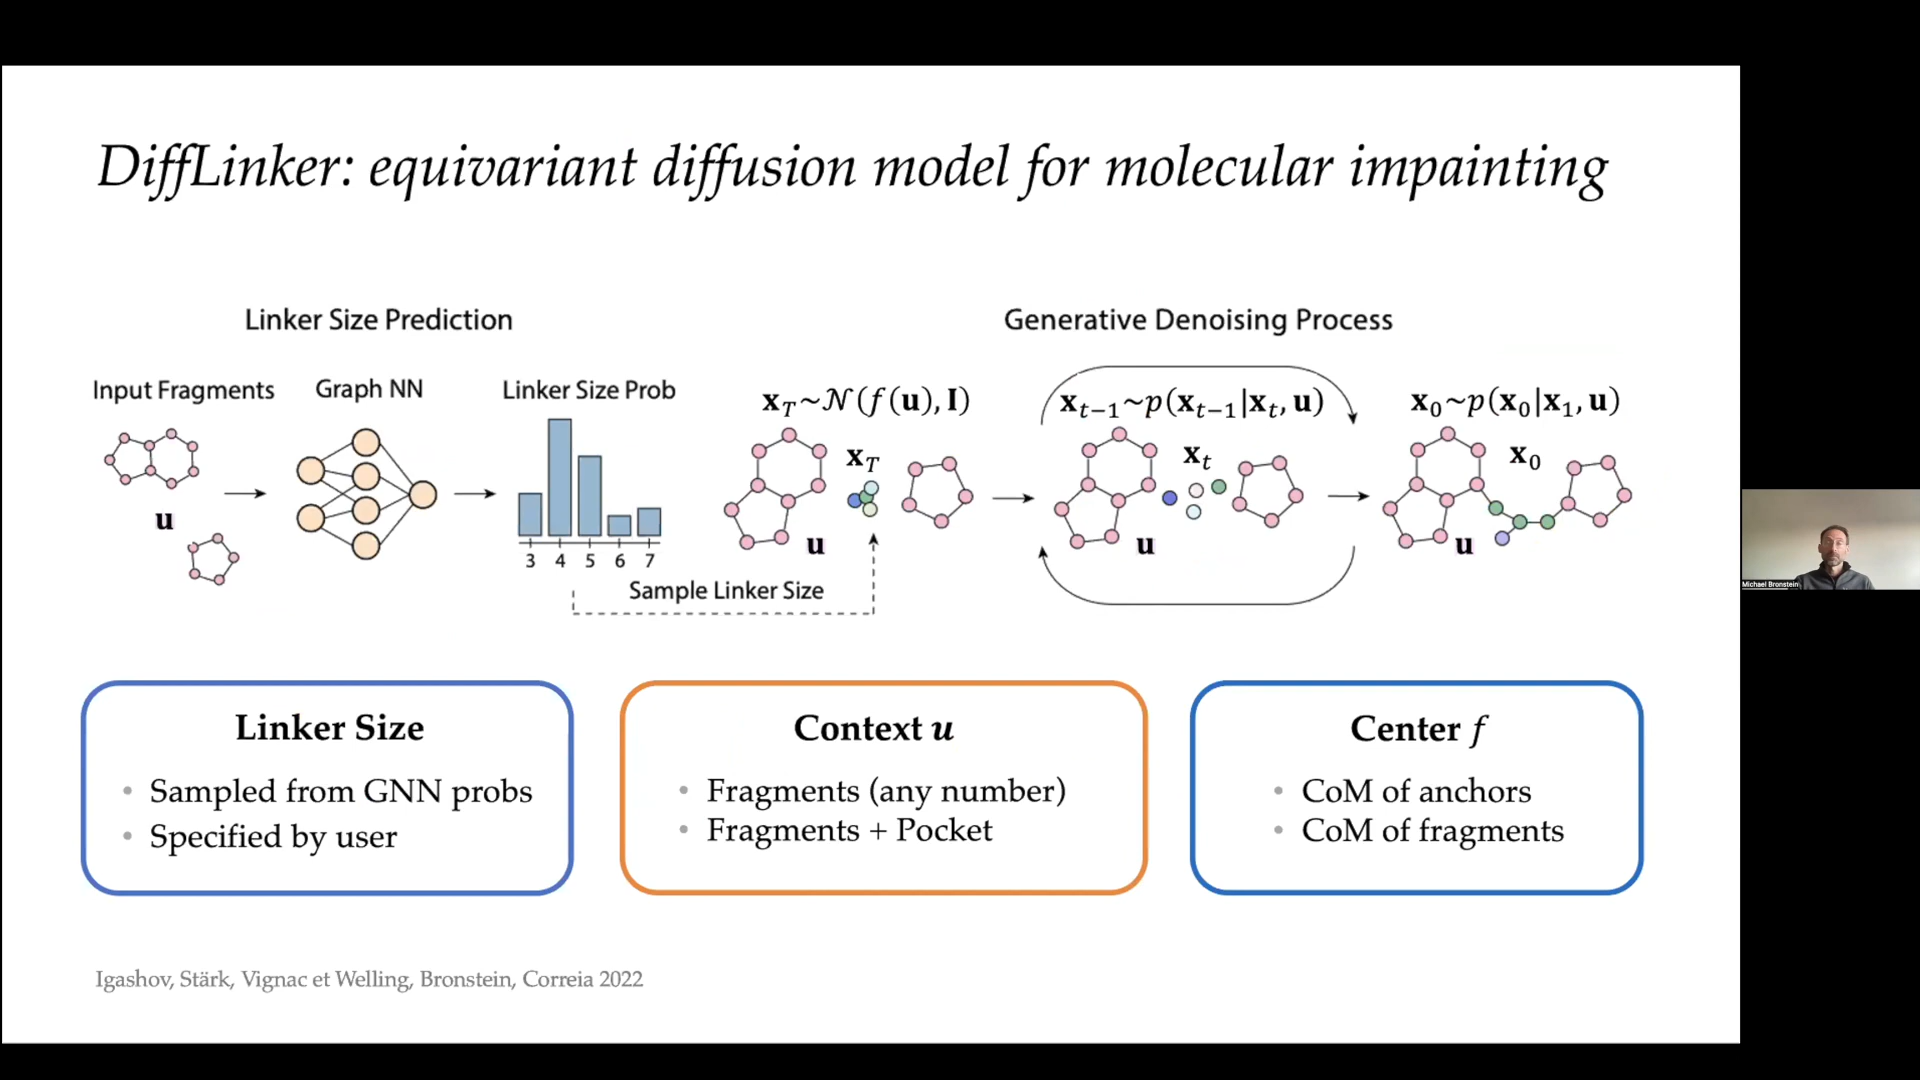 DiffLinker: equivariant diffusion model for molecular impainting
Linker Size Prediction
Generative Denoising Process
Input Fragments
Graph NN
Linker Size Prob
𝐱_T~𝒩(f(𝐮), 𝐈)
𝐱_{t−1}~p(𝐱_{t−1}|𝐱_t, 𝐮)
𝐱_0~p(𝐱_0|𝐱_1, 𝐮)
𝐱_T
𝐱_t
𝐱_0
u
u
u
u
3 4 5 6 7
Sample Linker Size
Linker Size
• Sampled from GNN probs
• Specified by user
Context u
• Fragments (any number)
• Fragments + Pocket
Center f
• CoM of anchors
• CoM of fragments
Igashov, Stärk, Vignac et Welling, Bronstein, Correia 2022
Michael Bronstein